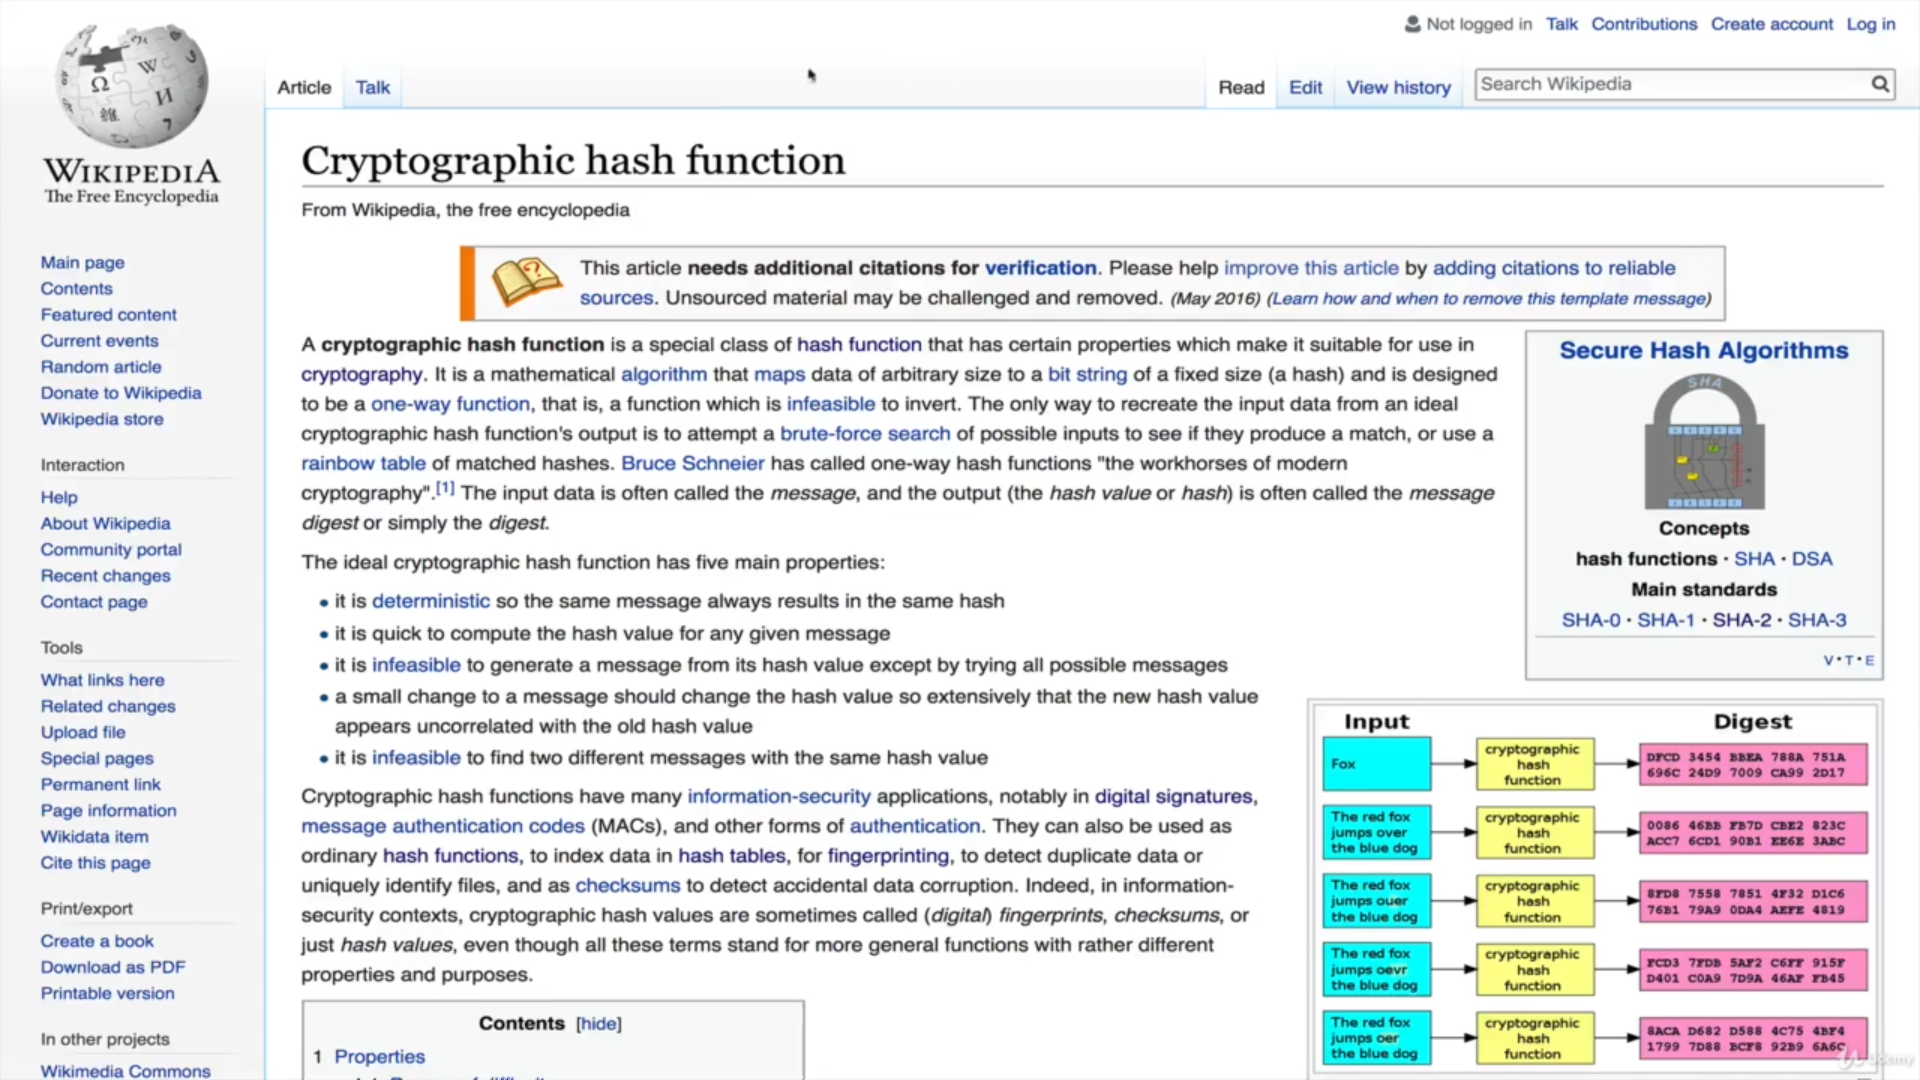 Not logged in Talk Contributions Create account Log in
Article Talk Read Edit View history Search Wikipedia
WIKIPEDIA
The Free Encyclopedia
Main page
Contents
Featured content
Current events
Random article
Donate to Wikipedia
Wikipedia store
Interaction
Help
About Wikipedia
Community portal
Recent changes
Contact page
Tools
What links here
Related changes
Upload file
Special pages
Permanent link
Page information
Wikidata item
Cite this page
Print/export
Create a book
Download as PDF
Printable version
In other projects
Wikimedia Commons
Cryptographic hash function
From Wikipedia, the free encyclopedia
This article needs additional citations for verification. Please help improve this article by adding citations to reliable
sources. Unsourced material may be challenged and removed. (May 2016) (Learn how and when to remove this template message)
A cryptographic hash function is a special class of hash function that has certain properties which make it suitable for use in
cryptography. It is a mathematical algorithm that maps data of arbitrary size to a bit string of a fixed size (a hash) and is designed
to be a one-way function, that is, a function which is infeasible to invert. The only way to recreate the input data from an ideal
cryptographic hash function's output is to attempt a brute-force search of possible inputs to see if they produce a match, or use a
rainbow table of matched hashes. Bruce Schneier has called one-way hash functions "the workhorses of modern
cryptography".[1] The input data is often called the message, and the output (the hash value or hash) is often called the message
digest or simply the digest.
The ideal cryptographic hash function has five main properties:
• it is deterministic so the same message always results in the same hash
• it is quick to compute the hash value for any given message
• it is infeasible to generate a message from its hash value except by trying all possible messages
• a small change to a message should change the hash value so extensively that the new hash value
appears uncorrelated with the old hash value
• it is infeasible to find two different messages with the same hash value
Cryptographic hash functions have many information-security applications, notably in digital signatures,
message authentication codes (MACs), and other forms of authentication. They can also be used as
ordinary hash functions, to index data in hash tables, for fingerprinting, to detect duplicate data or
uniquely identify files, and as checksums to detect accidental data corruption. Indeed, in information-
security contexts, cryptographic hash values are sometimes called (digital) fingerprints, checksums, or
just hash values, even though all these terms stand for more general functions with rather different
properties and purposes.
Contents [hide]
1 Properties
Secure Hash Algorithms
SHA
Concepts
hash functions · SHA · DSA
Main standards
SHA-0 · SHA-1 · SHA-2 · SHA-3
V · T · E
Input Digest
Fox
cryptographic
hash
function
DFCD 3454 BBEA 788A 751A
696C 24D9 7009 CA99 2D17
The red fox
jumps over
the blue dog
cryptographic
hash
function
0086 46BB FB7D CBE2 823C
ACC7 6CD1 90B1 EE6E 3ABC
The red fox
jumps ouer
the blue dog
cryptographic
hash
function
8FD8 7558 7851 4F32 D1C6
76B1 79A9 0DA4 AEFE 4819
The red fox
jumps oevr
the blue dog
cryptographic
hash
function
FCD3 7FDB 5AF2 C6FF 915F
D401 C0A9 7D9A 46AF FB45
The red fox
jumps oer
the blue dog
cryptographic
hash
function
8ACA D682 D588 4C75 4BF4
1799 7D88 BCF8 92B9 6A6C
Udemy